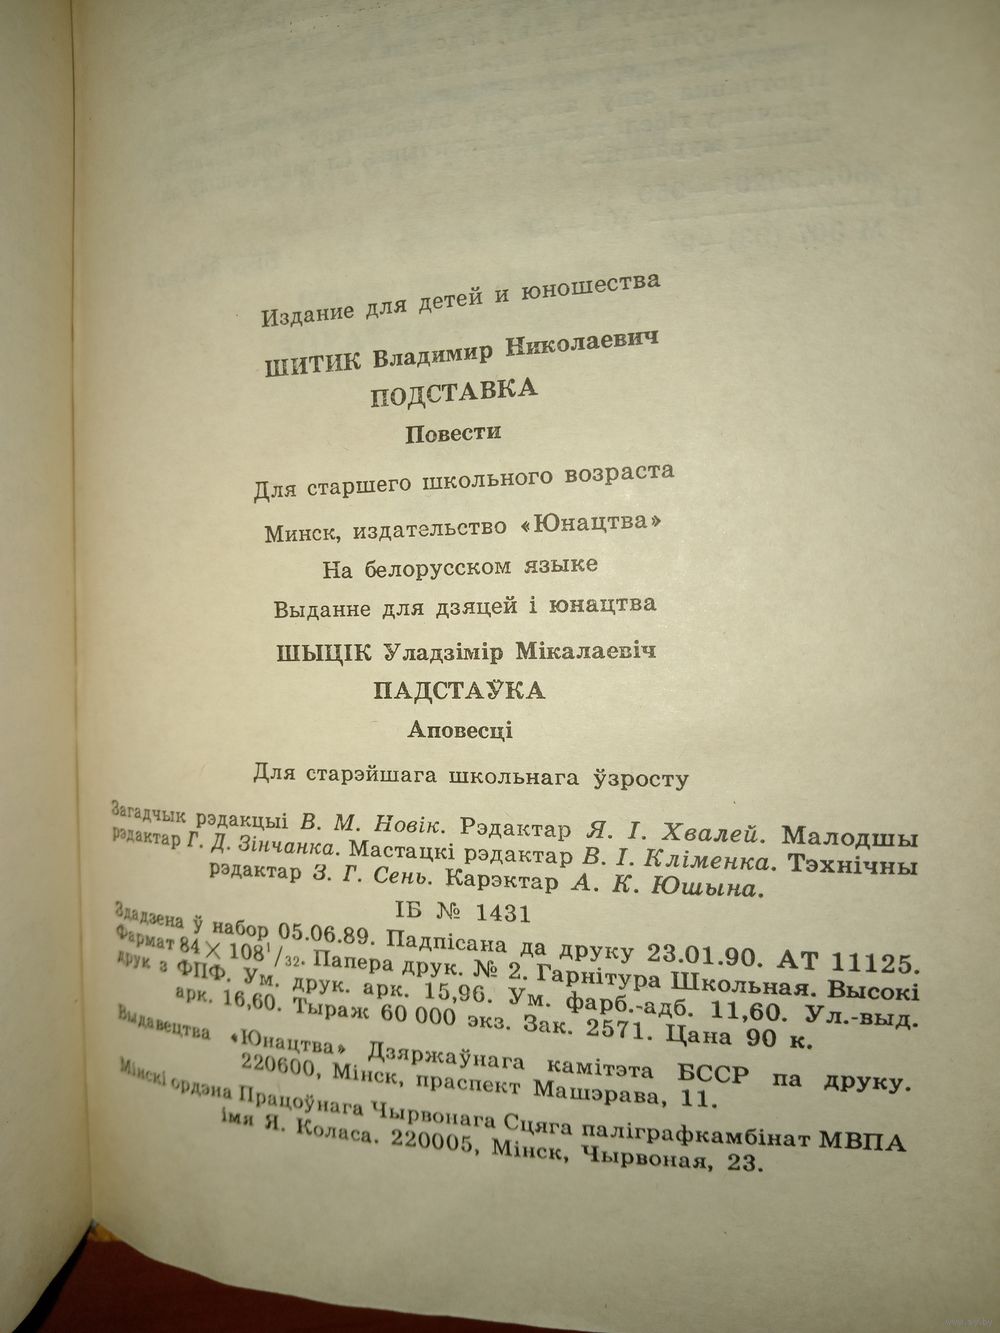 Издание для детей и юношества
ШИТИК Владимир Николаевич
ПОДСТАВКА
Повести
Для старшего школьного возраста
Минск, издательство «Юнацтва»
На белорусском языке
Выданне для дзяцей і юнацтва
ШЫЦІК Уладзімір Мікалаевіч
ПАДСТАЎКА
Аповесці
Для старэйшага школьнага ўзросту
Загадчык рэдакцыі В. М. Новік. Рэдактар Я. І. Хвалей. Малодшы
рэдактар Г. Д. Зінчанка. Мастацкі рэдактар В. І. Кліменка. Тэхнічны
рэдактар З. Г. Сень. Карэктар А. К. Юшына.
ІБ № 1431
Здадзена ў набор 05.06.89. Падпісана да друку 23.01.90. АТ 11125.
Фармат 84×108¹/₃₂. Папера друк. № 2. Гарнітура Школьная. Высокі
друк з ФПФ. Ум. друк. арк. 15,96. Ум. фарб.-адб. 11,60. Ул.-выд.
арк. 16,60. Тыраж 60 000 экз. Зак. 2571. Цана 90 к.
Выдавецтва «Юнацтва» Дзяржаўнага камітэта БССР па друку.
220600, Мінск, праспект Машэрава, 11.
Мінскі ордэна Працоўнага Чырвонага Сцяга паліграфкамбінат МВПА
імя Я. Коласа. 220005, Мінск, Чырвоная, 23.